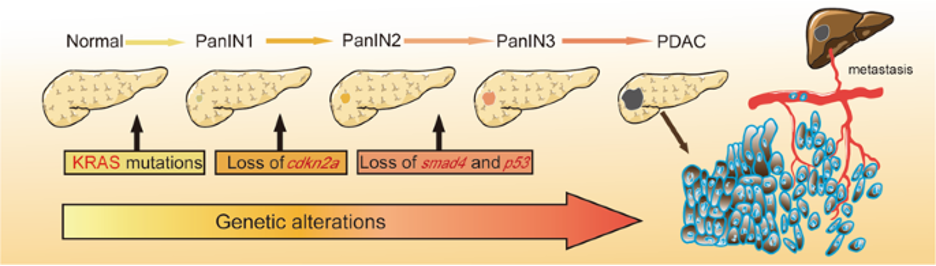 Normal PanIN1 PanIN2 PanIN3 PDAC
metastasis
KRAS mutations
Loss of cdkn2a
Loss of smad4 and p53
Genetic alterations